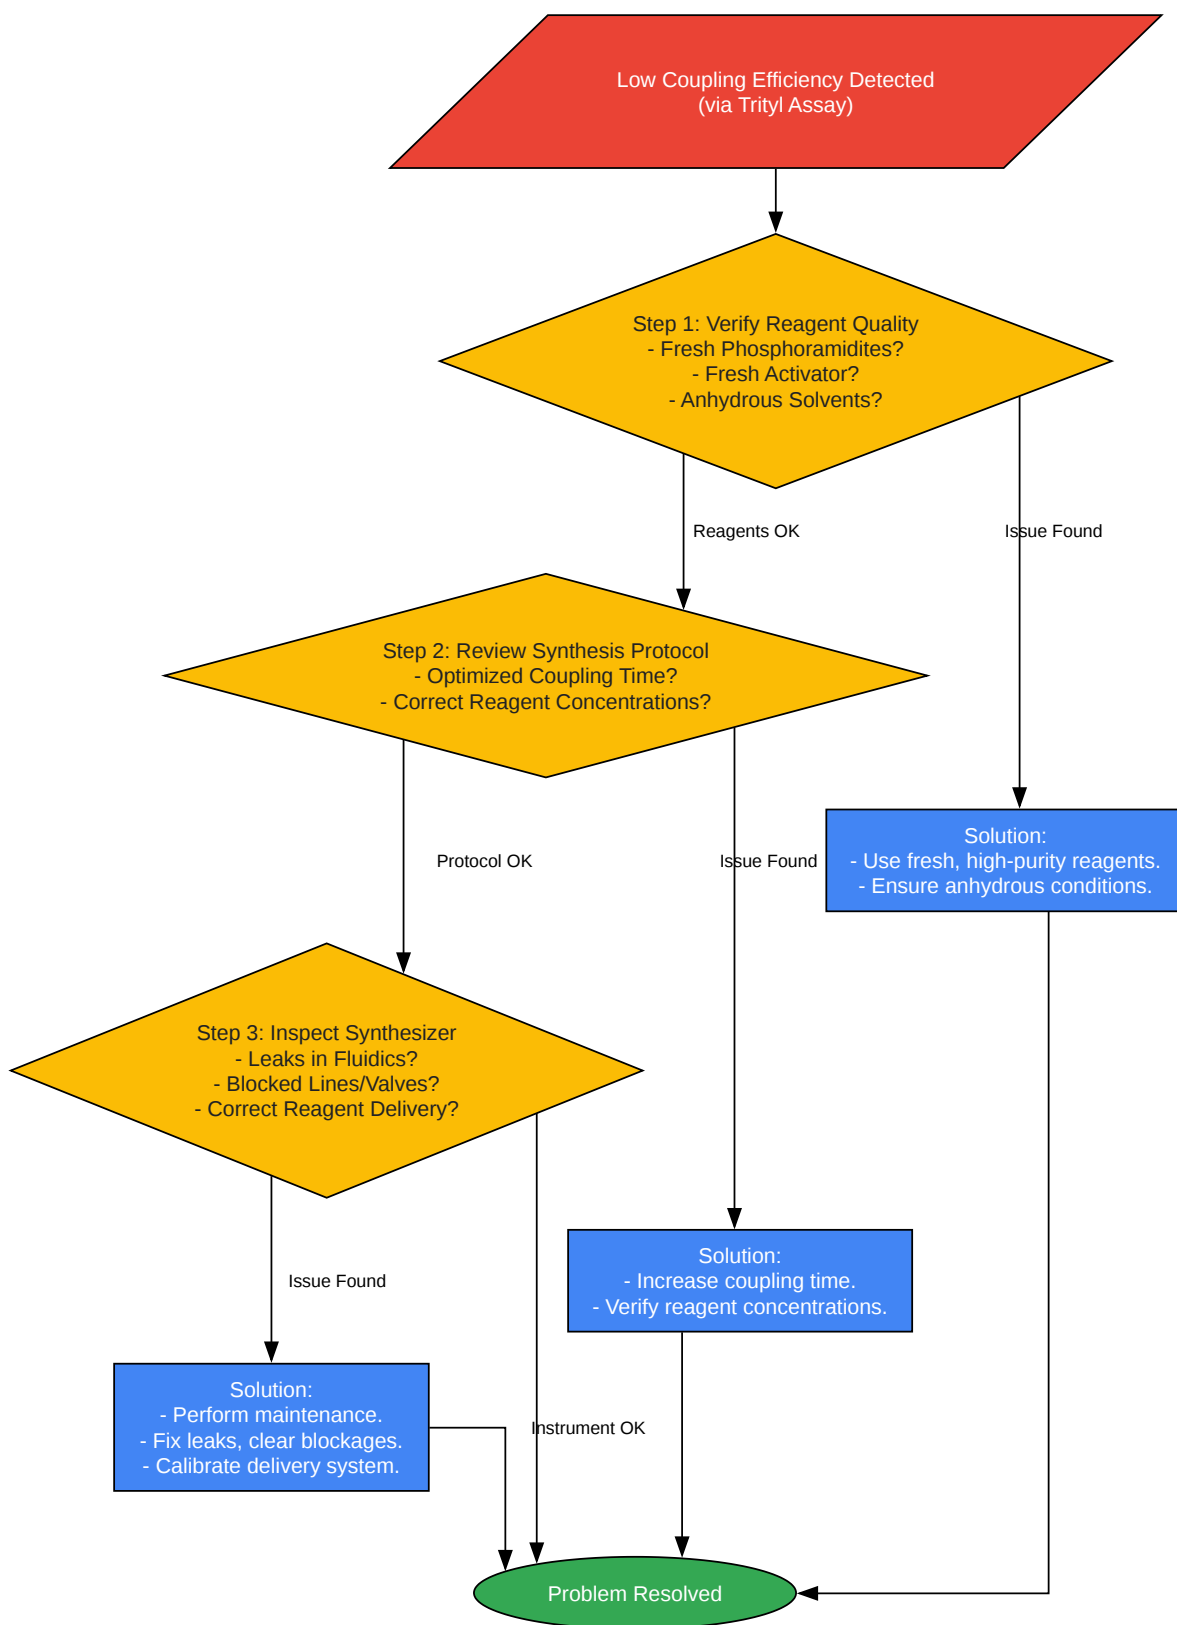 Low Coupling Efficiency Detected
(via Trityl Assay)
Step 1: Verify Reagent Quality
- Fresh Phosphoramidites?
- Fresh Activator?
- Anhydrous Solvents?
Reagents OK
Issue Found
Step 2: Review Synthesis Protocol
- Optimized Coupling Time?
- Correct Reagent Concentrations?
Protocol OK
Issue Found
Solution:
- Use fresh, high-purity reagents.
- Ensure anhydrous conditions.
Step 3: Inspect Synthesizer
- Leaks in Fluidics?
- Blocked Lines/Valves?
- Correct Reagent Delivery?
Issue Found
Solution:
- Increase coupling time.
- Verify reagent concentrations.
Solution:
- Perform maintenance.
- Fix leaks, clear blockages.
- Calibrate delivery system.
Instrument OK
Problem Resolved